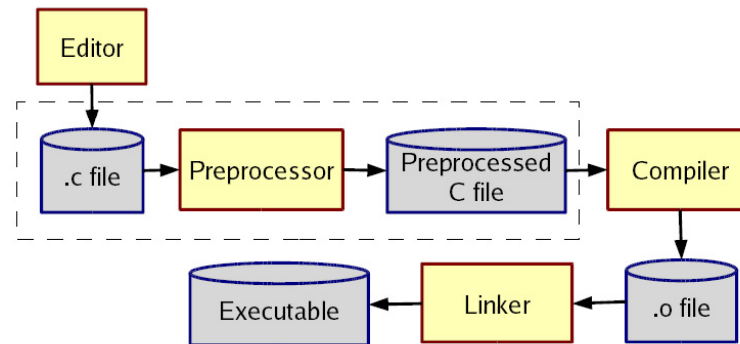 Editor
.c file
Preprocessor
Preprocessed
C file
Compiler
Executable
Linker
.o file